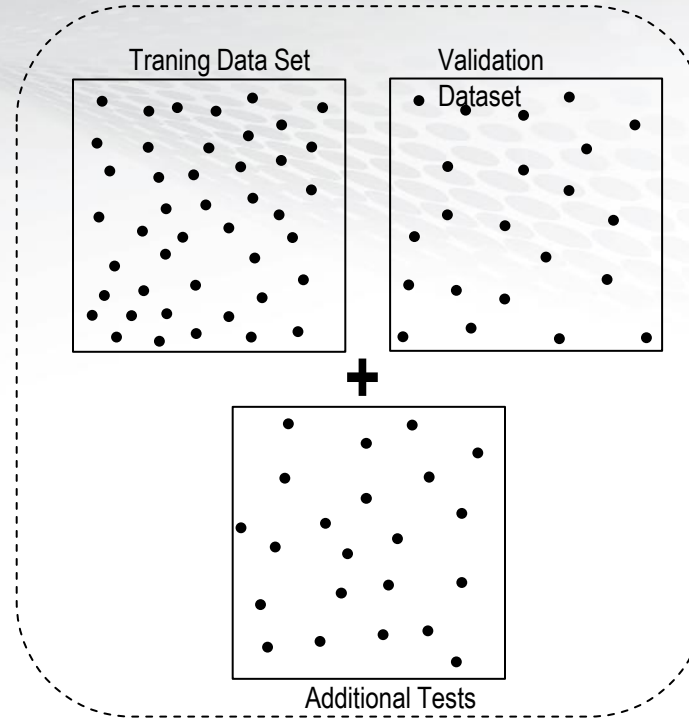 Traning Data Set
Validation
Dataset
+
Additional Tests